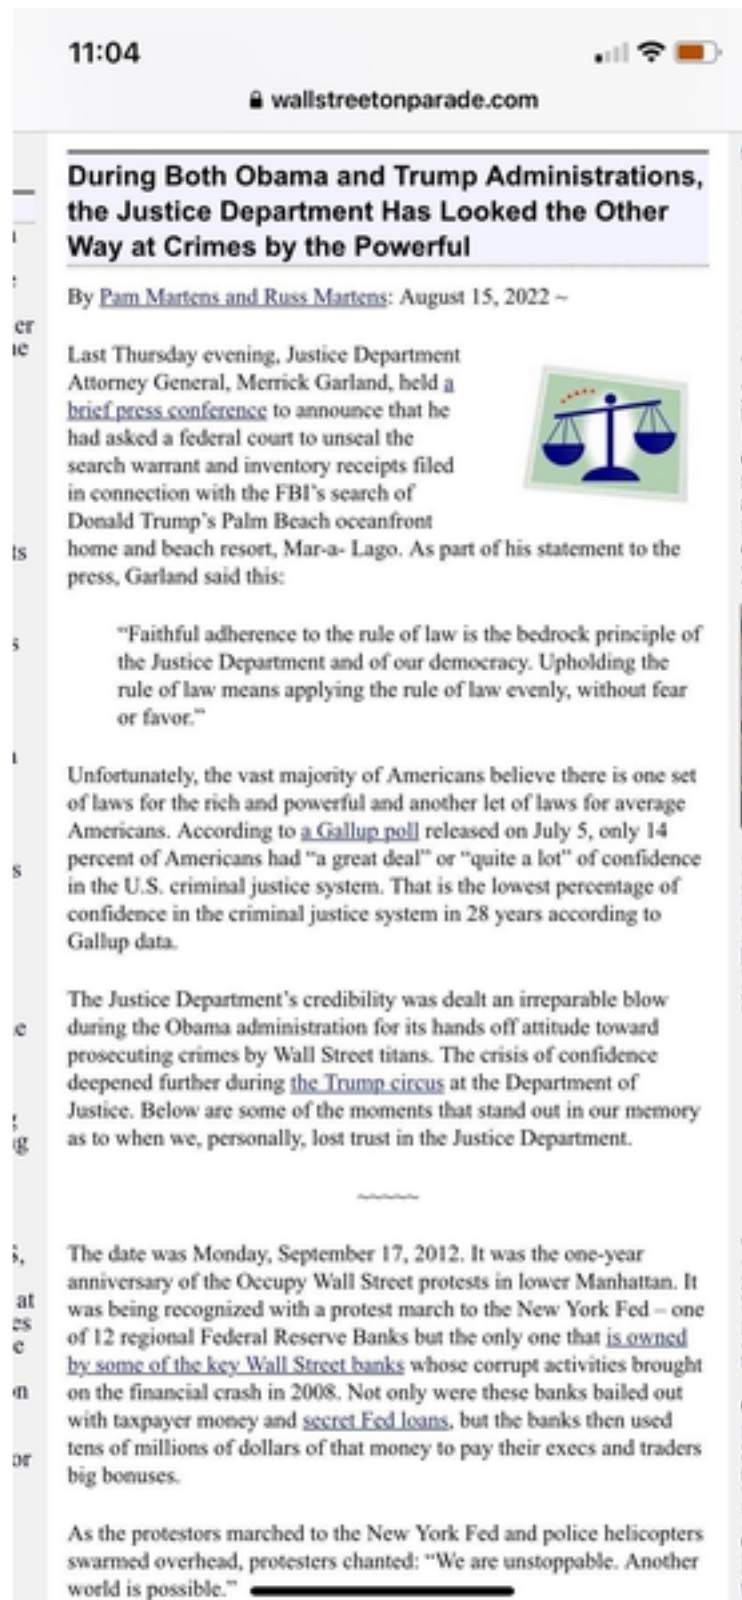 11:04
wallstreetonparade.com
During Both Obama and Trump Administrations,
the Justice Department Has Looked the Other
Way at Crimes by the Powerful
By Pam Martens and Russ Martens: August 15, 2022 ~
Last Thursday evening, Justice Department
Attorney General, Merrick Garland, held a
brief press conference to announce that he
had asked a federal court to unseal the
search warrant and inventory receipts filed
in connection with the FBI's search of
Donald Trump's Palm Beach oceanfront
home and beach resort, Mar-a- Lago. As part of his statement to the
press, Garland said this:
“Faithful adherence to the rule of law is the bedrock principle of
the Justice Department and of our democracy. Upholding the
rule of law means applying the rule of law evenly, without fear
or favor.”
Unfortunately, the vast majority of Americans believe there is one set
of laws for the rich and powerful and another let of laws for average
Americans. According to a Gallup poll released on July 5, only 14
percent of Americans had “a great deal” or “quite a lot” of confidence
in the U.S. criminal justice system. That is the lowest percentage of
confidence in the criminal justice system in 28 years according to
Gallup data.
The Justice Department's credibility was dealt an irreparable blow
during the Obama administration for its hands off attitude toward
prosecuting crimes by Wall Street titans. The crisis of confidence
deepened further during the Trump circus at the Department of
Justice. Below are some of the moments that stand out in our memory
as to when we, personally, lost trust in the Justice Department.
~~~~~
The date was Monday, September 17, 2012. It was the one-year
anniversary of the Occupy Wall Street protests in lower Manhattan. It
was being recognized with a protest march to the New York Fed – one
of 12 regional Federal Reserve Banks but the only one that is owned
by some of the key Wall Street banks whose corrupt activities brought
on the financial crash in 2008. Not only were these banks bailed out
with taxpayer money and secret Fed loans, but the banks then used
tens of millions of dollars of that money to pay their execs and traders
big bonuses.
As the protestors marched to the New York Fed and police helicopters
swarmed overhead, protesters chanted: “We are unstoppable. Another
world is possible.”